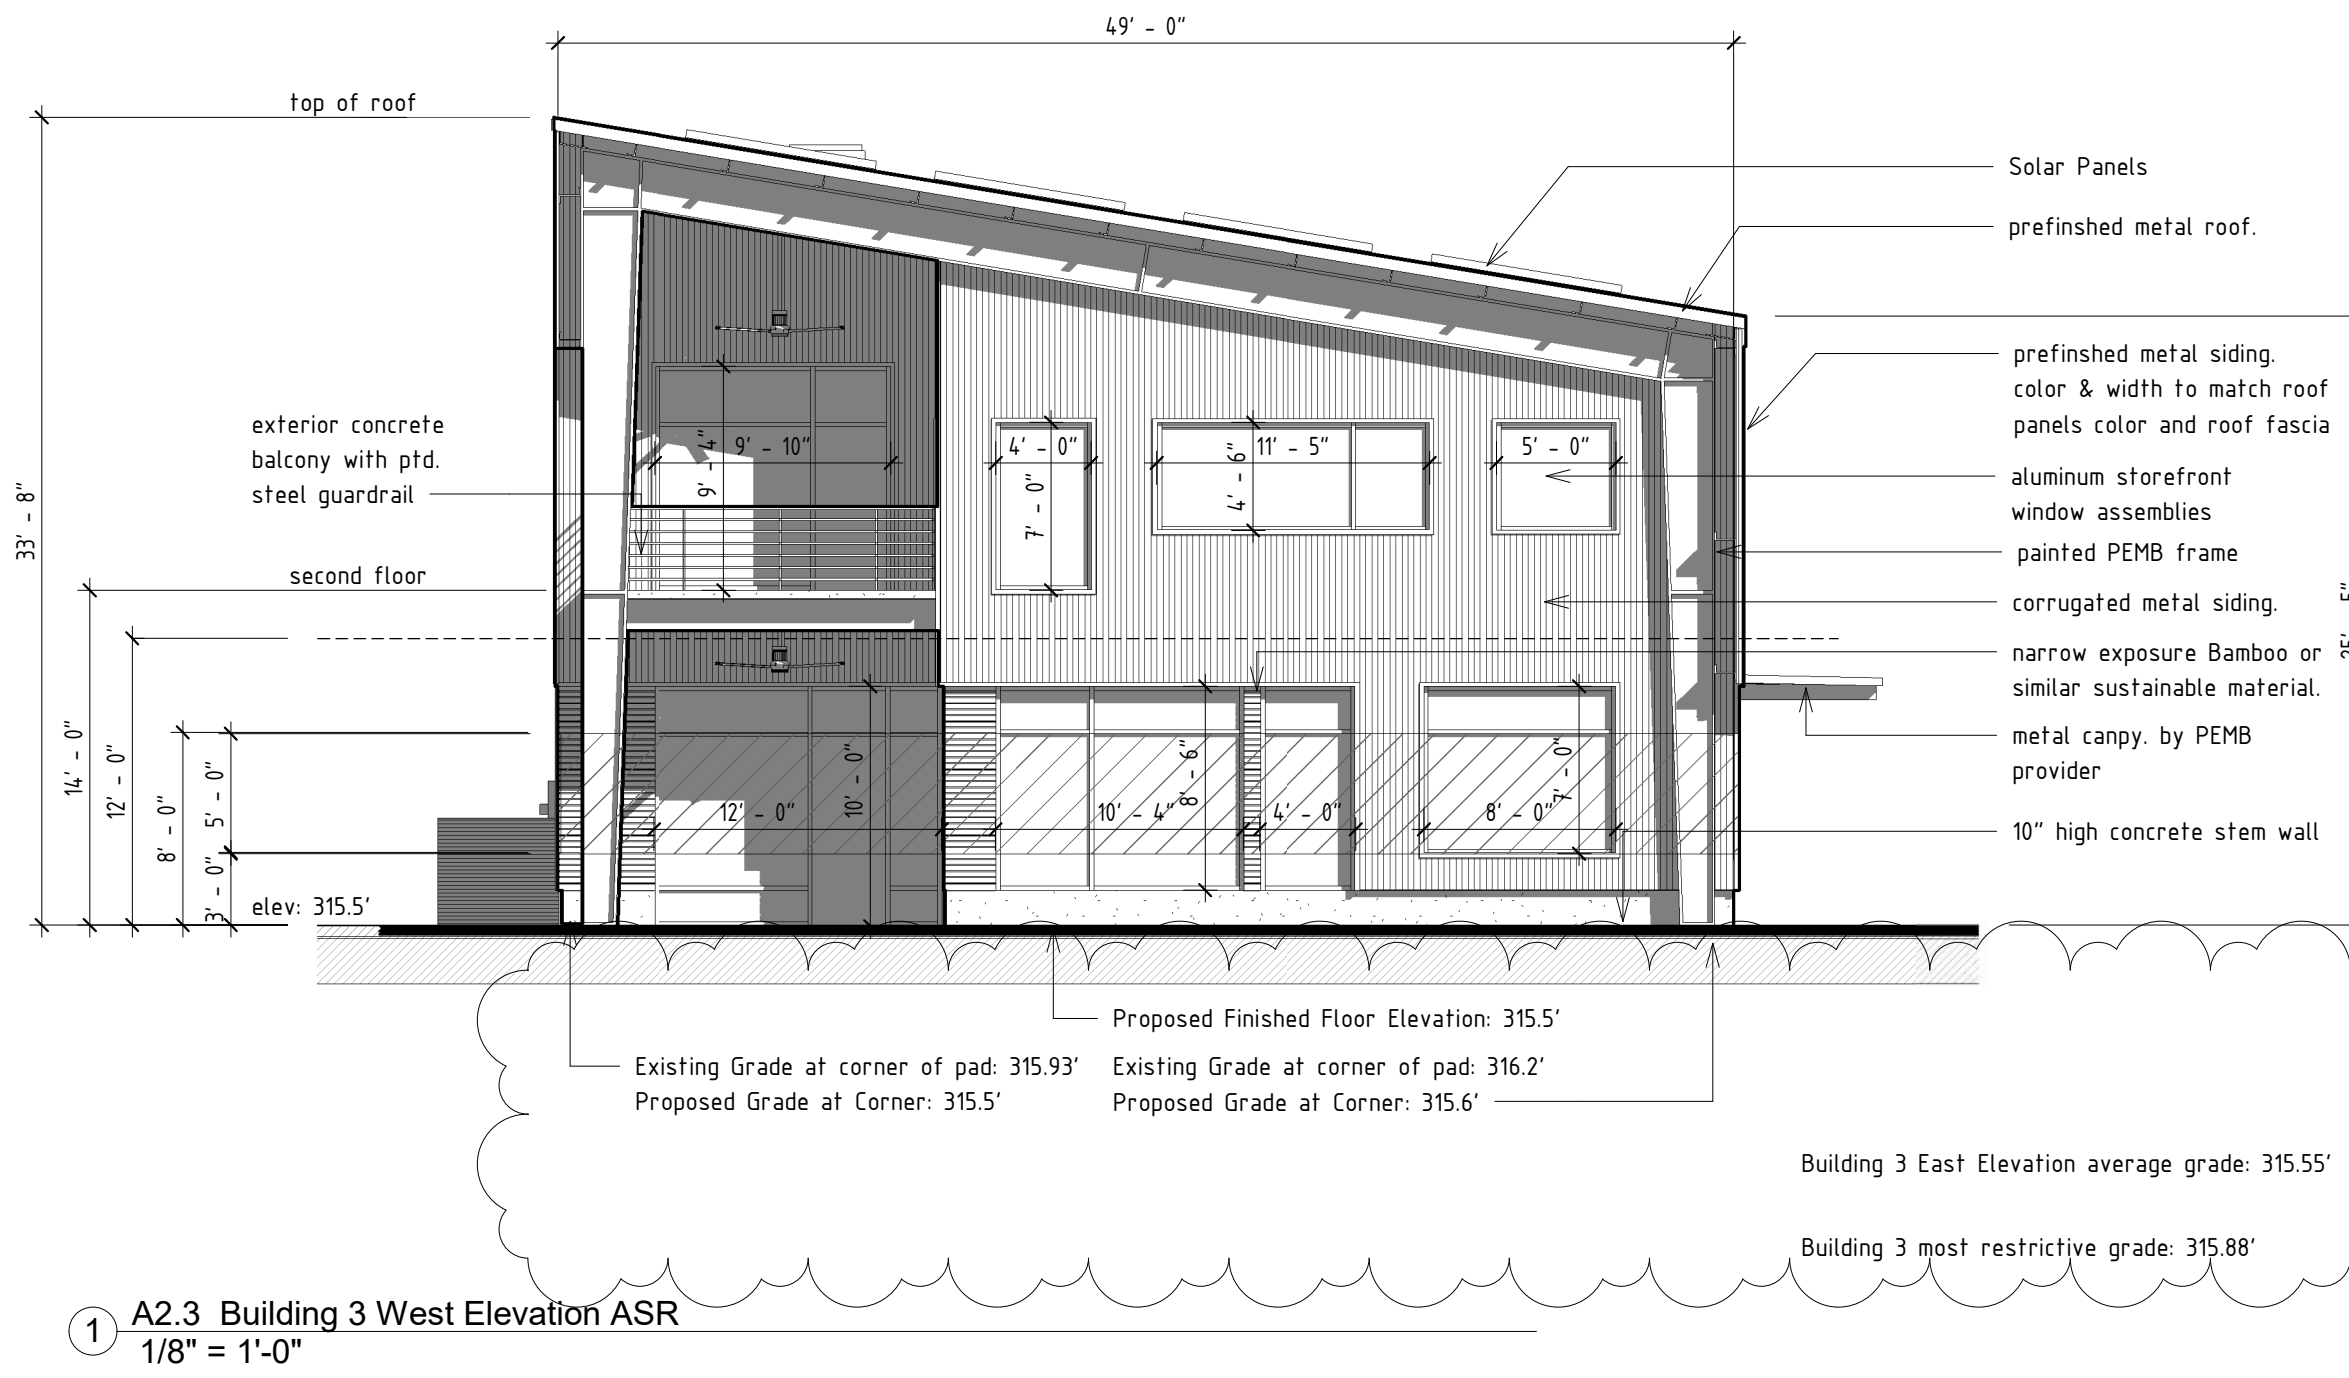 49' - 0"
top of roof
Solar Panels
prefinshed metal roof.
prefinshed metal siding.
color & width to match roof
panels color and roof fascia
exterior concrete
balcony with ptd.
steel guardrail
9' - 4"
9' - 10"
4' - 0"
7' - 0"
4' - 6"
11' - 5"
5' - 0"
aluminum storefront
window assemblies
33' - 8"
painted PEMB frame
second floor
corrugated metal siding.
25' - 5"
narrow exposure Bamboo or
similar sustainable material.
metal canpy. by PEMB
provider
14' - 0"
12' - 0"
8' - 0"
5' - 0"
3' - 0"
12' - 0"
10' - 0"
10' - 4"
8' - 6"
4' - 0"
8' - 0"
7' - 0"
10" high concrete stem wall
elev: 315.5'
Proposed Finished Floor Elevation: 315.5'
Existing Grade at corner of pad: 315.93'
Proposed Grade at Corner: 315.5'
Existing Grade at corner of pad: 316.2'
Proposed Grade at Corner: 315.6'
Building 3 East Elevation average grade: 315.55'
Building 3 most restrictive grade: 315.88'
1 A2.3 Building 3 West Elevation ASR
1/8" = 1'-0"